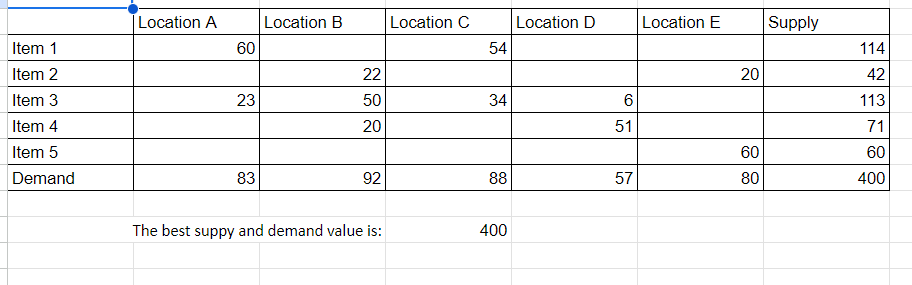 Location A Location B Location C Location D Location E Supply
Item 1 60 54 114
Item 2 22 20 42
Item 3 23 50 34 6 113
Item 4 20 51 71
Item 5 60 60
Demand 83 92 88 57 80 400
The best suppy and demand value is: 400